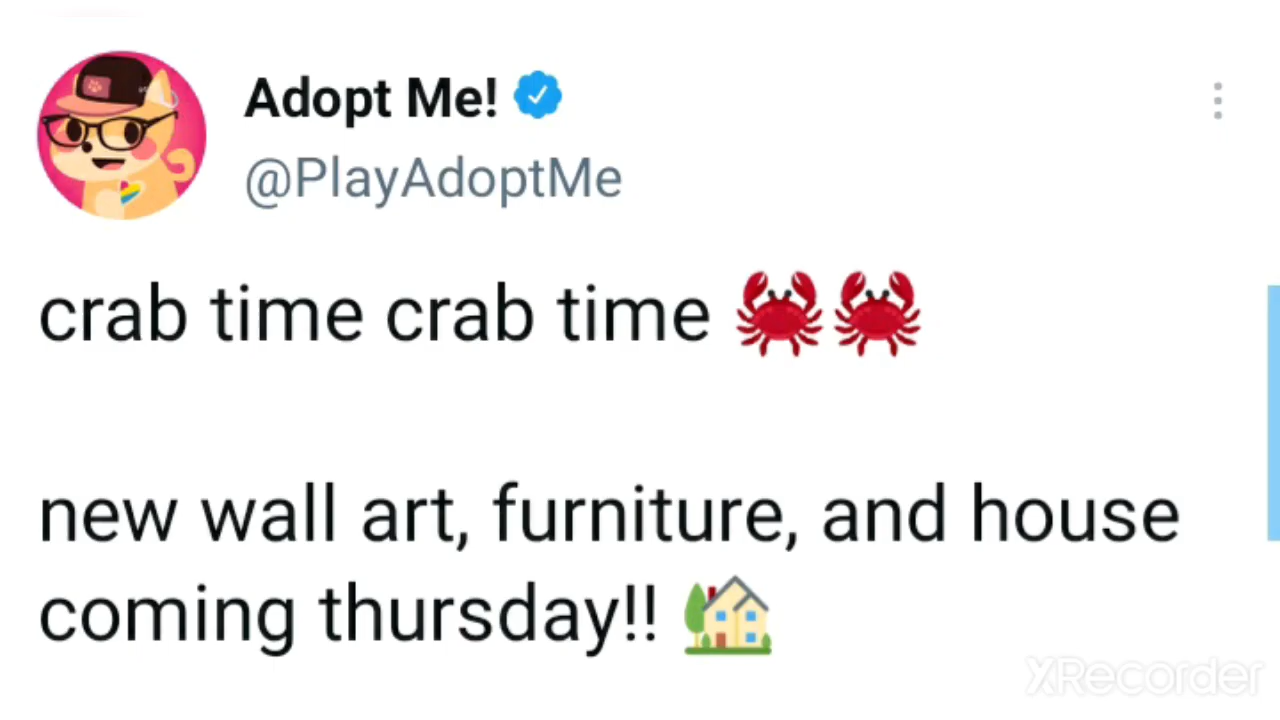 Adopt Me!
@PlayAdoptMe
crab time crab time 🦀🦀
new wall art, furniture, and house
coming thursday!! 🏡
XRecorder